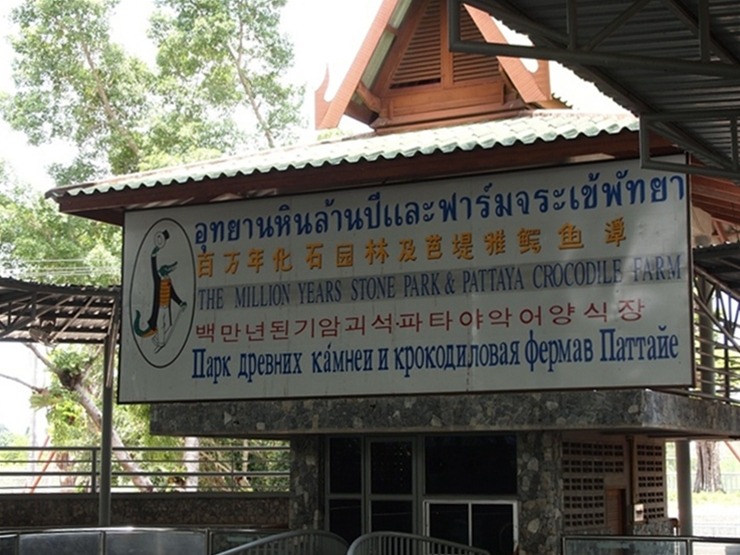 อุทยานหินล้านปีและฟาร์มจระเข้พัทยา
百万年化石园林及芭堤雅鳄鱼潭
THE MILLION YEARS STONE PARK & PATTAYA CROCODILE FARM
백만년된기암괴석파타야악어양식장
Парк древних ка́мнеи и крокодиловая фермав Паттайе